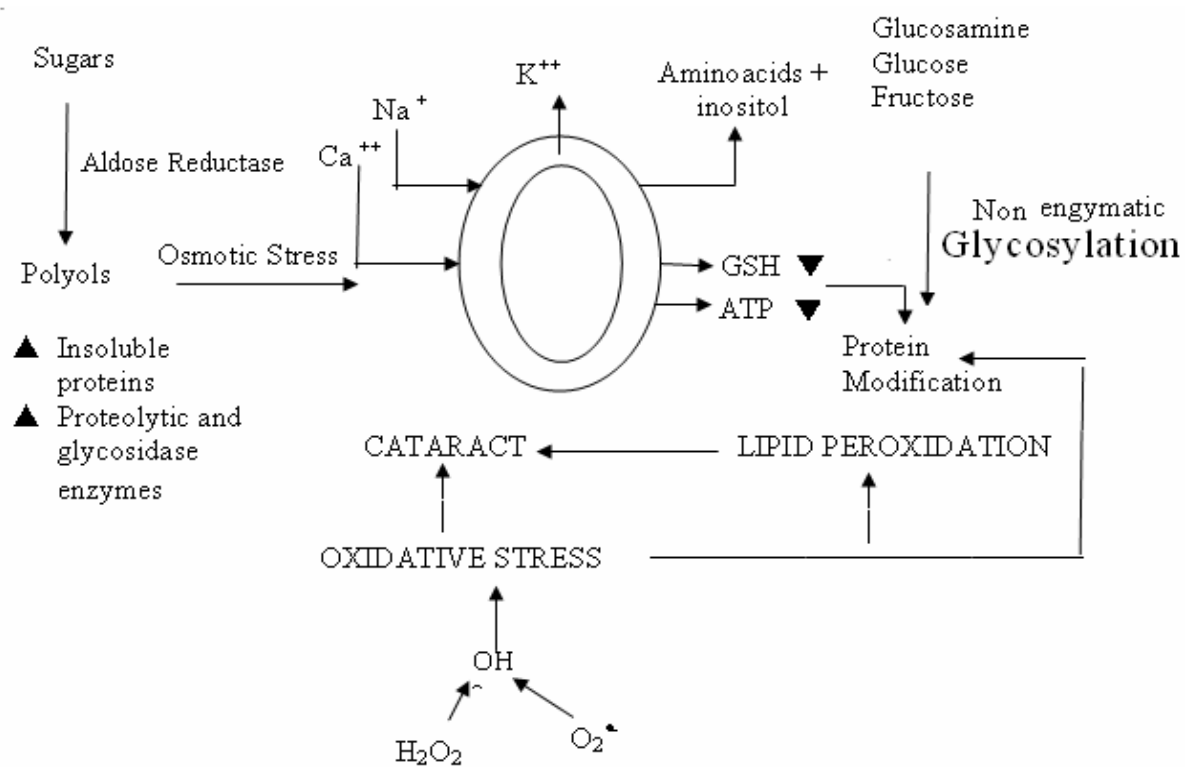 Sugars
Aldose Reductase
Polyols
Osmotic Stress
▲ Insoluble
proteins
▲ Proteolytic and
glycosidase
enzymes
Na⁺
Ca⁺⁺
K⁺⁺
Aminoacids +
inositol
GSH ▼
ATP ▼
Glucosamine
Glucose
Fructose
Non engymatic
Glycosylation
Protein
Modification
CATARACT
LIPID PEROXIDATION
OXIDATIVE STRESS
OH
H₂O₂
O₂•